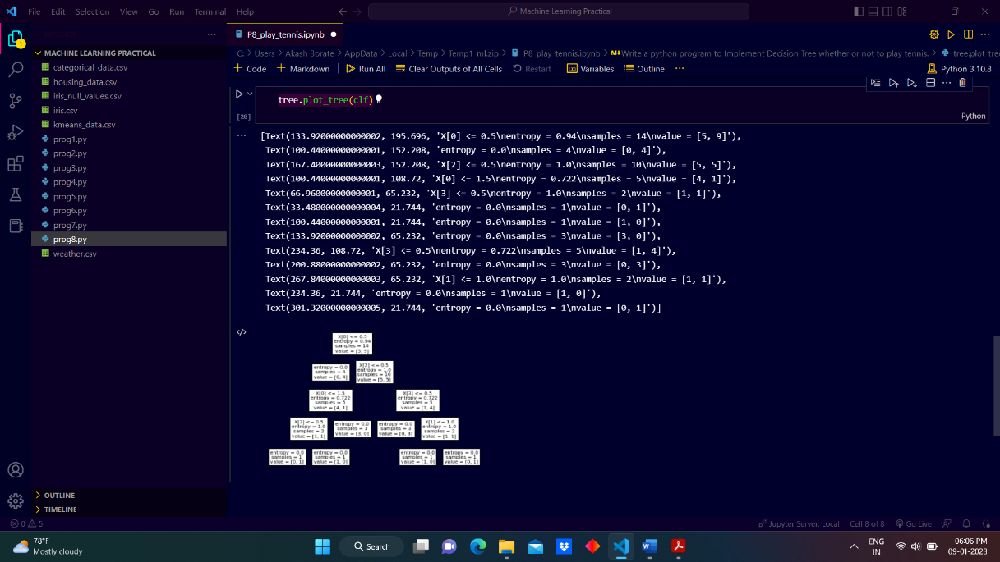 File Edit Selection View Go Run Terminal Help
Machine Learning Practical
P8_play_tennis.ipynb
C: > Users > Akash Borate > AppData > Local > Temp > Temp1_ml.zip > P8_play_tennis.ipynb > M↓Write a python program to Implement Decision Tree whether or not to play tennis. > tree.plot_tre
+ Code + Markdown Run All Clear Outputs of All Cells Restart Variables Outline ... Python 3.10.8
MACHINE LEARNING PRACTICAL
categorical_data.csv
housing_data.csv
iris_null_values.csv
iris.csv
kmeans_data.csv
prog1.py
prog2.py
prog3.py
prog4.py
prog5.py
prog6.py
prog7.py
prog8.py
weather.csv
OUTLINE
TIMELINE
1
tree.plot_tree(clf)
[20]
Python
[Text(133.92000000000002, 195.696, 'X[0] <= 0.5\nentropy = 0.94\nsamples = 14\nvalue = [5, 9]'),
Text(100.44000000000001, 152.208, 'entropy = 0.0\nsamples = 4\nvalue = [0, 4]'),
Text(167.40000000000003, 152.208, 'X[2] <= 0.5\nentropy = 1.0\nsamples = 10\nvalue = [5, 5]'),
Text(100.44000000000001, 108.72, 'X[0] <= 1.5\nentropy = 0.722\nsamples = 5\nvalue = [4, 1]'),
Text(66.96000000000001, 65.232, 'X[3] <= 0.5\nentropy = 1.0\nsamples = 2\nvalue = [1, 1]'),
Text(33.480000000000004, 21.744, 'entropy = 0.0\nsamples = 1\nvalue = [0, 1]'),
Text(100.44000000000001, 21.744, 'entropy = 0.0\nsamples = 1\nvalue = [1, 0]'),
Text(133.92000000000002, 65.232, 'entropy = 0.0\nsamples = 3\nvalue = [3, 0]'),
Text(234.36, 108.72, 'X[3] <= 0.5\nentropy = 0.722\nsamples = 5\nvalue = [1, 4]'),
Text(200.88000000000002, 65.232, 'entropy = 0.0\nsamples = 3\nvalue = [0, 3]'),
Text(267.84000000000003, 65.232, 'X[1] <= 1.0\nentropy = 1.0\nsamples = 2\nvalue = [1, 1]'),
Text(234.36, 21.744, 'entropy = 0.0\nsamples = 1\nvalue = [1, 0]'),
Text(301.32000000000005, 21.744, 'entropy = 0.0\nsamples = 1\nvalue = [0, 1]')]
X[0] <= 0.5
entropy = 0.94
samples = 14
value = [5, 9]
entropy = 0.0
samples = 4
value = [0, 4]
X[2] <= 0.5
entropy = 1.0
samples = 10
value = [5, 5]
X[0] <= 1.5
entropy = 0.722
samples = 5
value = [4, 1]
X[3] <= 0.5
entropy = 0.722
samples = 5
value = [1, 4]
X[3] <= 0.5
entropy = 1.0
samples = 2
value = [1, 1]
entropy = 0.0
samples = 3
value = [3, 0]
entropy = 0.0
samples = 3
value = [0, 3]
X[1] <= 1.0
entropy = 1.0
samples = 2
value = [1, 1]
entropy = 0.0
samples = 1
value = [0, 1]
entropy = 0.0
samples = 1
value = [1, 0]
entropy = 0.0
samples = 1
value = [1, 0]
entropy = 0.0
samples = 1
value = [0, 1]
0 5 Jupyter Server: Local Cell 8 of 8 Go Live
78°F
Mostly cloudy
Search
ENG
IN
06:06 PM
09-01-2023